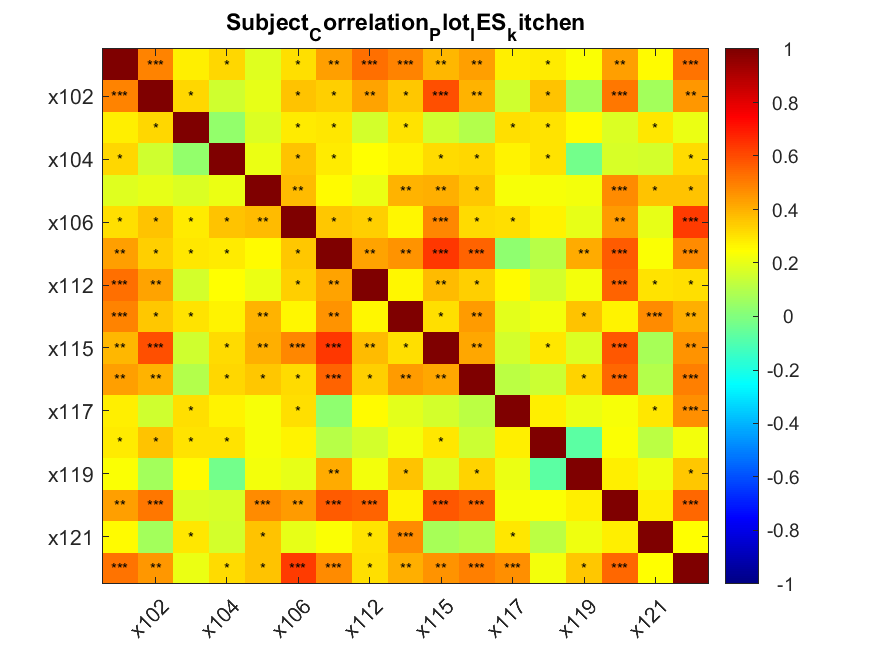 SubjectCorrelationPlotIESkitchen
*** * * ** *** *** ** ** * ** ***
x102 *** * * * ** * *** ** * *** **
* * * * * * *
x104 * * * * * * *
** ** ** * *** * *
x106 * * * * ** * * *** * * ** ***
** * * * * ** ** *** *** ** *** ***
x112 *** ** * ** ** * *** * *
*** * * ** ** * ** * *** **
x115 ** *** * ** *** *** ** * ** * *** **
** ** * * * *** * ** ** * *** ***
x117 * * * ***
* * * * *
x119 ** * * *
** *** *** ** *** *** *** *** ***
x121 * * * *** *
*** ** * * *** *** * ** ** *** *** * ***
x102 x104 x106 x112 x115 x117 x119 x121
1
0.8
0.6
0.4
0.2
0
-0.2
-0.4
-0.6
-0.8
-1